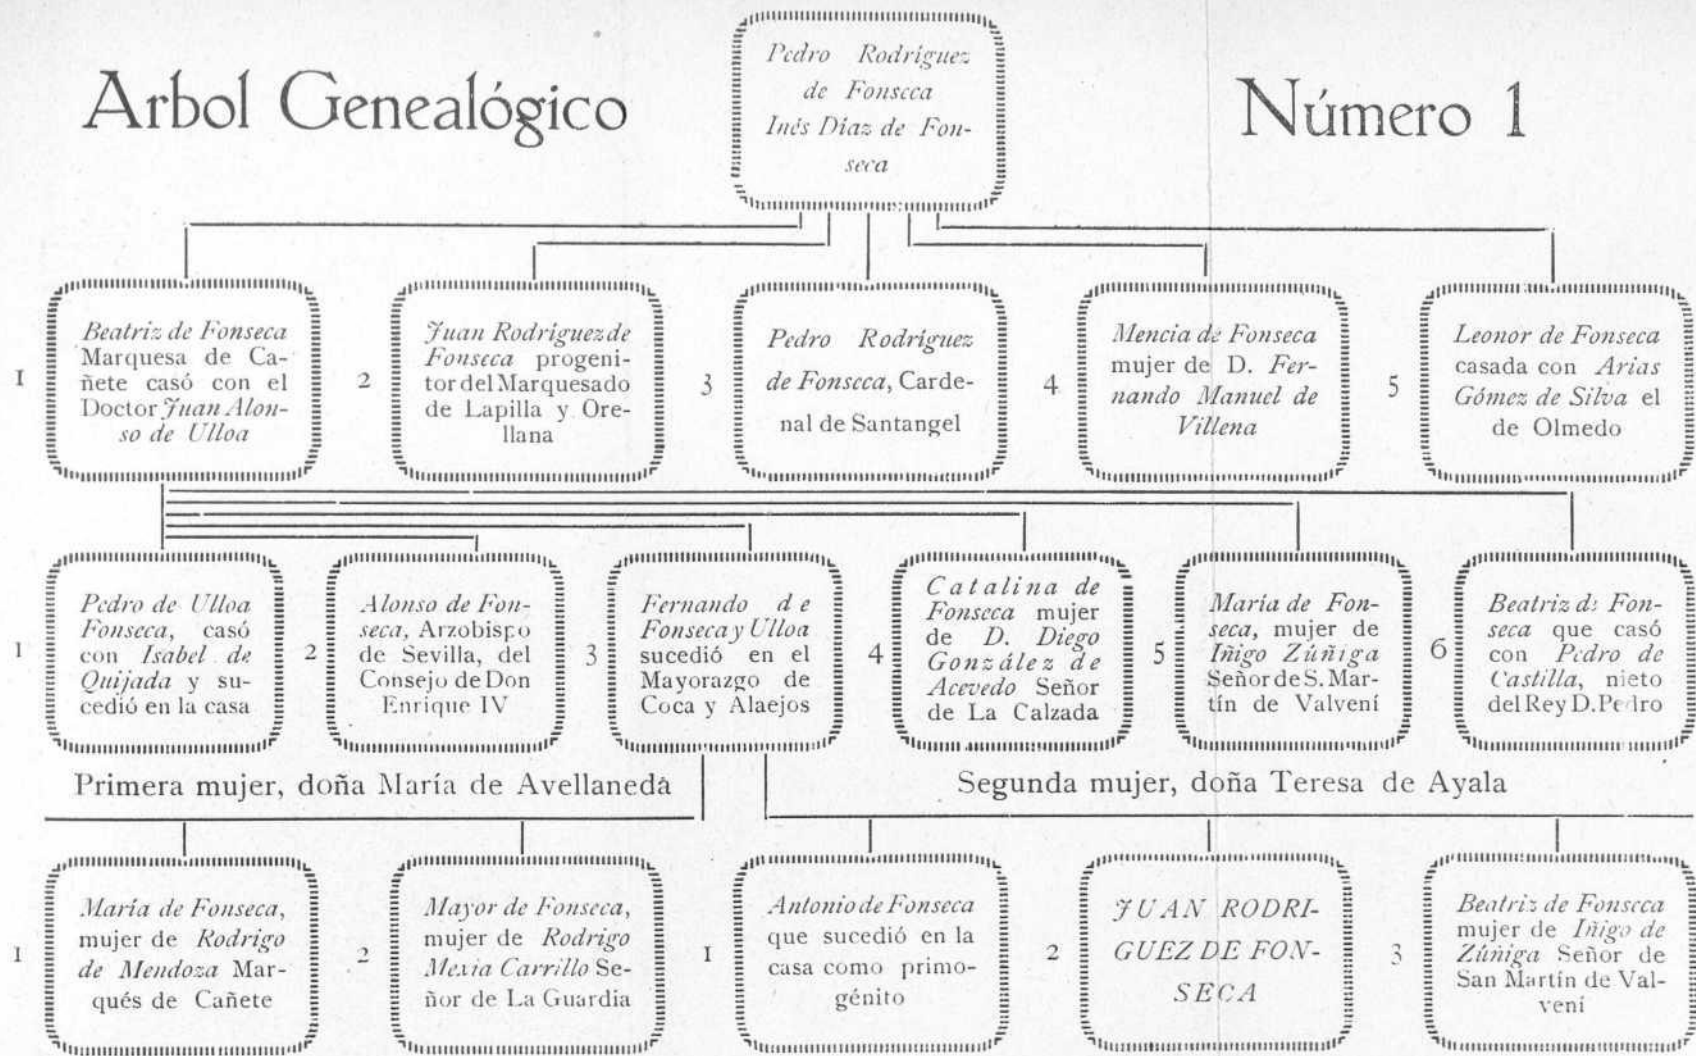 Arbol Genealógico
Número 1
Pedro Rodríguez
de Fonseca
Inés Díaz de Fon-
seca
1
Beatriz de Fonseca
Marquesa de Ca-
ñete casó con el
Doctor Juan Alon-
so de Ulloa
2
Juan Rodríguez de
Fonseca progeni-
tor del Marquesado
de Lapilla y Ore-
llana
3
Pedro Rodríguez
de Fonseca, Carde-
nal de Santangel
4
Mencia de Fonseca
mujer de D. Fer-
nando Manuel de
Villena
5
Leonor de Fonseca
casada con Arias
Gómez de Silva el
de Olmedo
1
Pedro de Ulloa
Fonseca, casó
con Isabel de
Quijada y su-
cedió en la casa
2
Alonso de Fon-
seca, Arzobispo
de Sevilla, del
Consejo de Don
Enrique IV
3
Fernando de
Fonseca y Ulloa
sucedió en el
Mayorazgo de
Coca y Alaejos
4
Catalina de
Fonseca mujer
de D. Diego
González de
Acevedo Señor
de La Calzada
5
María de Fon-
seca, mujer de
Iñigo Zúñiga
Señor de S. Mar-
tín de Valvení
6
Beatriz de Fon-
seca que casó
con Pedro de
Castilla, nieto
del Rey D. Pedro
Primera mujer, doña María de Avellaneda
Segunda mujer, doña Teresa de Ayala
1
María de Fonseca,
mujer de Rodrigo
de Mendoza Mar-
qués de Cañete
2
Mayor de Fonseca,
mujer de Rodrigo
Mexia Carrillo Se-
ñor de La Guardia
1
Antonio de Fonseca
que sucedió en la
casa como primo-
génito
2
JUAN RODRI-
GUEZ DE FON-
SECA
3
Beatriz de Fonseca
mujer de Iñigo de
Zúñiga Señor de
San Martín de Val-
vení